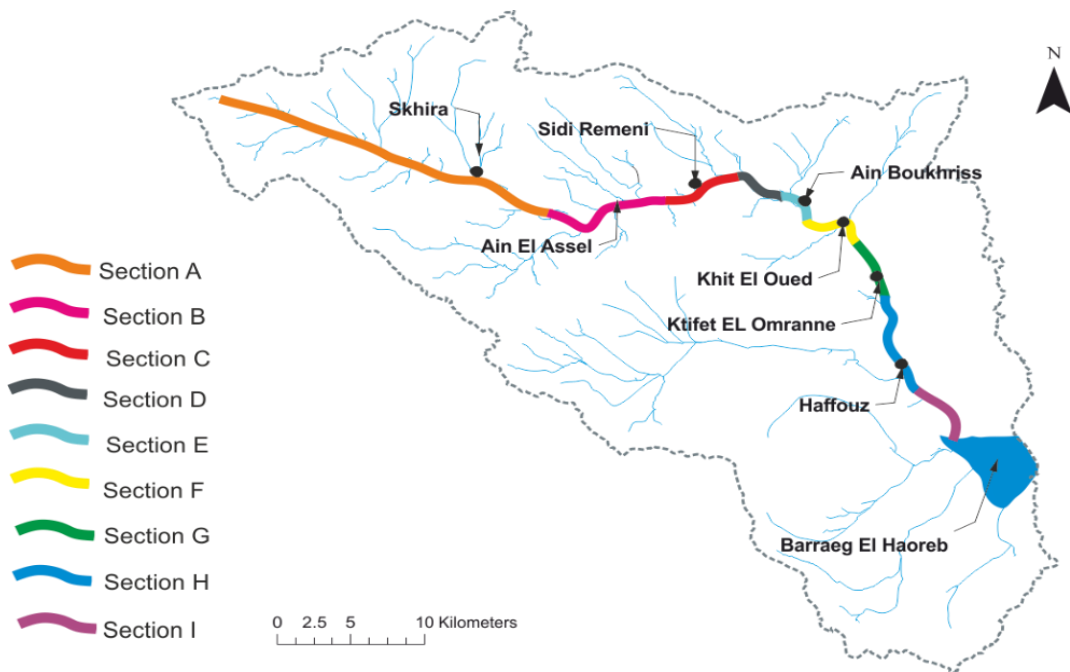 N
Skhira
Sidi Remeni
Ain Boukhriss
Ain El Assel
Khit El Oued
Ktifet EL Omranne
Haffouz
Barraeg El Haoreb
Section A
Section B
Section C
Section D
Section E
Section F
Section G
Section H
Section I
0 2.5 5 10 Kilometers